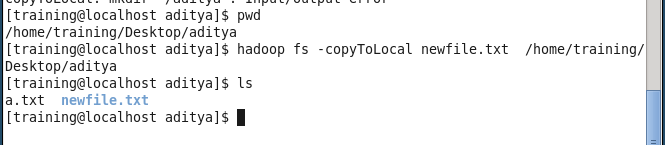 copyToLocal: mkdir `/aditya': Input/output error
[training@localhost aditya]$ pwd
/home/training/Desktop/aditya
[training@localhost aditya]$ hadoop fs -copyToLocal newfile.txt  /home/training/
Desktop/aditya
[training@localhost aditya]$ ls
a.txt  newfile.txt
[training@localhost aditya]$